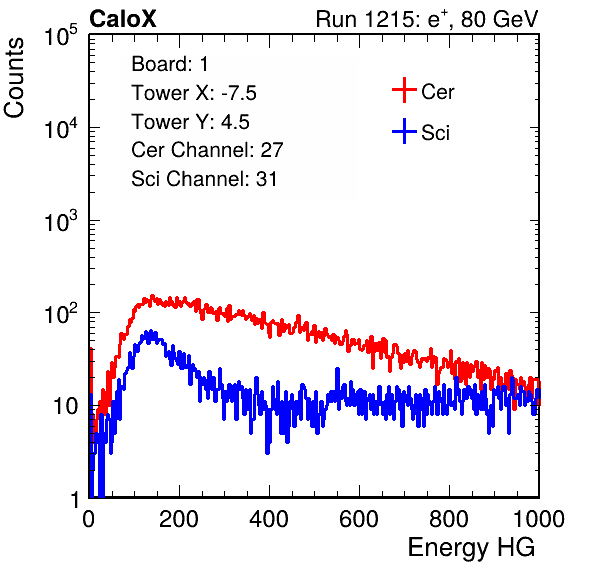 CaloX Run 1215: e+, 80 GeV
Counts
Board: 1
Tower X: -7.5
Tower Y: 4.5
Cer Channel: 27
Sci Channel: 31
Cer
Sci
10^5
10^4
10^3
10^2
10
1
0 200 400 600 800 1000
Energy HG